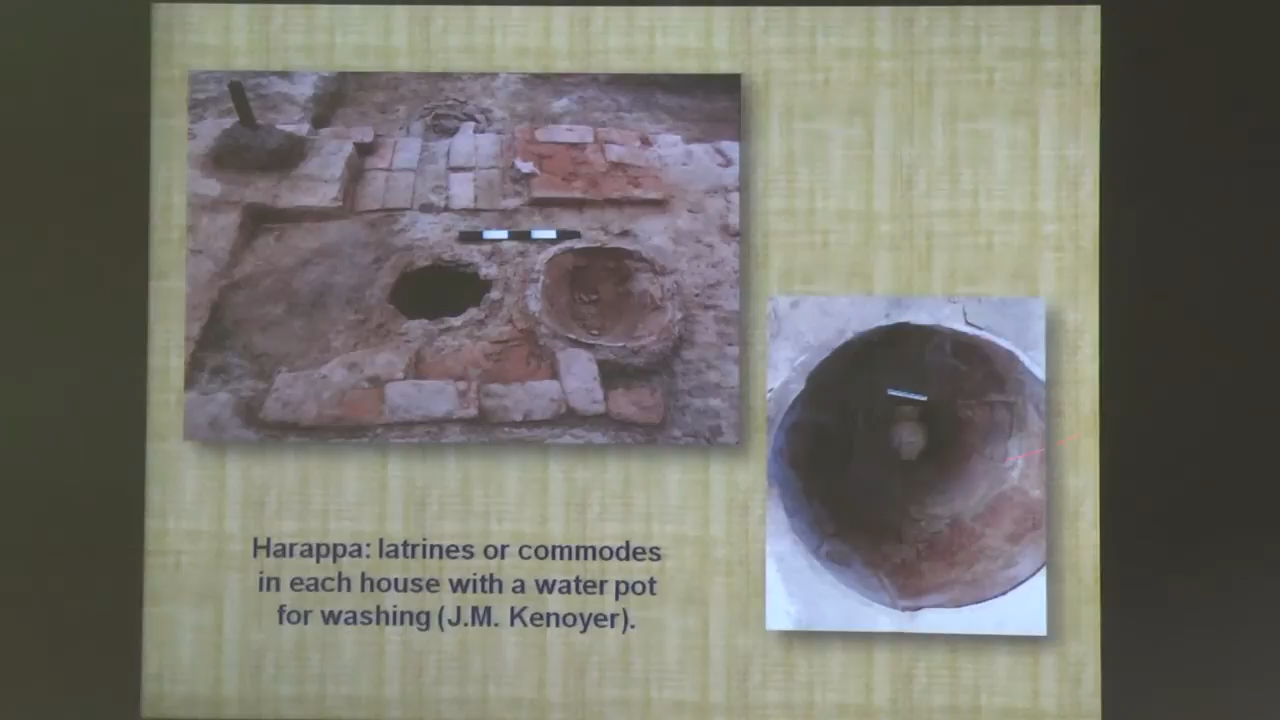 Harappa: latrines or commodes
in each house with a water pot
for washing (J.M. Kenoyer).